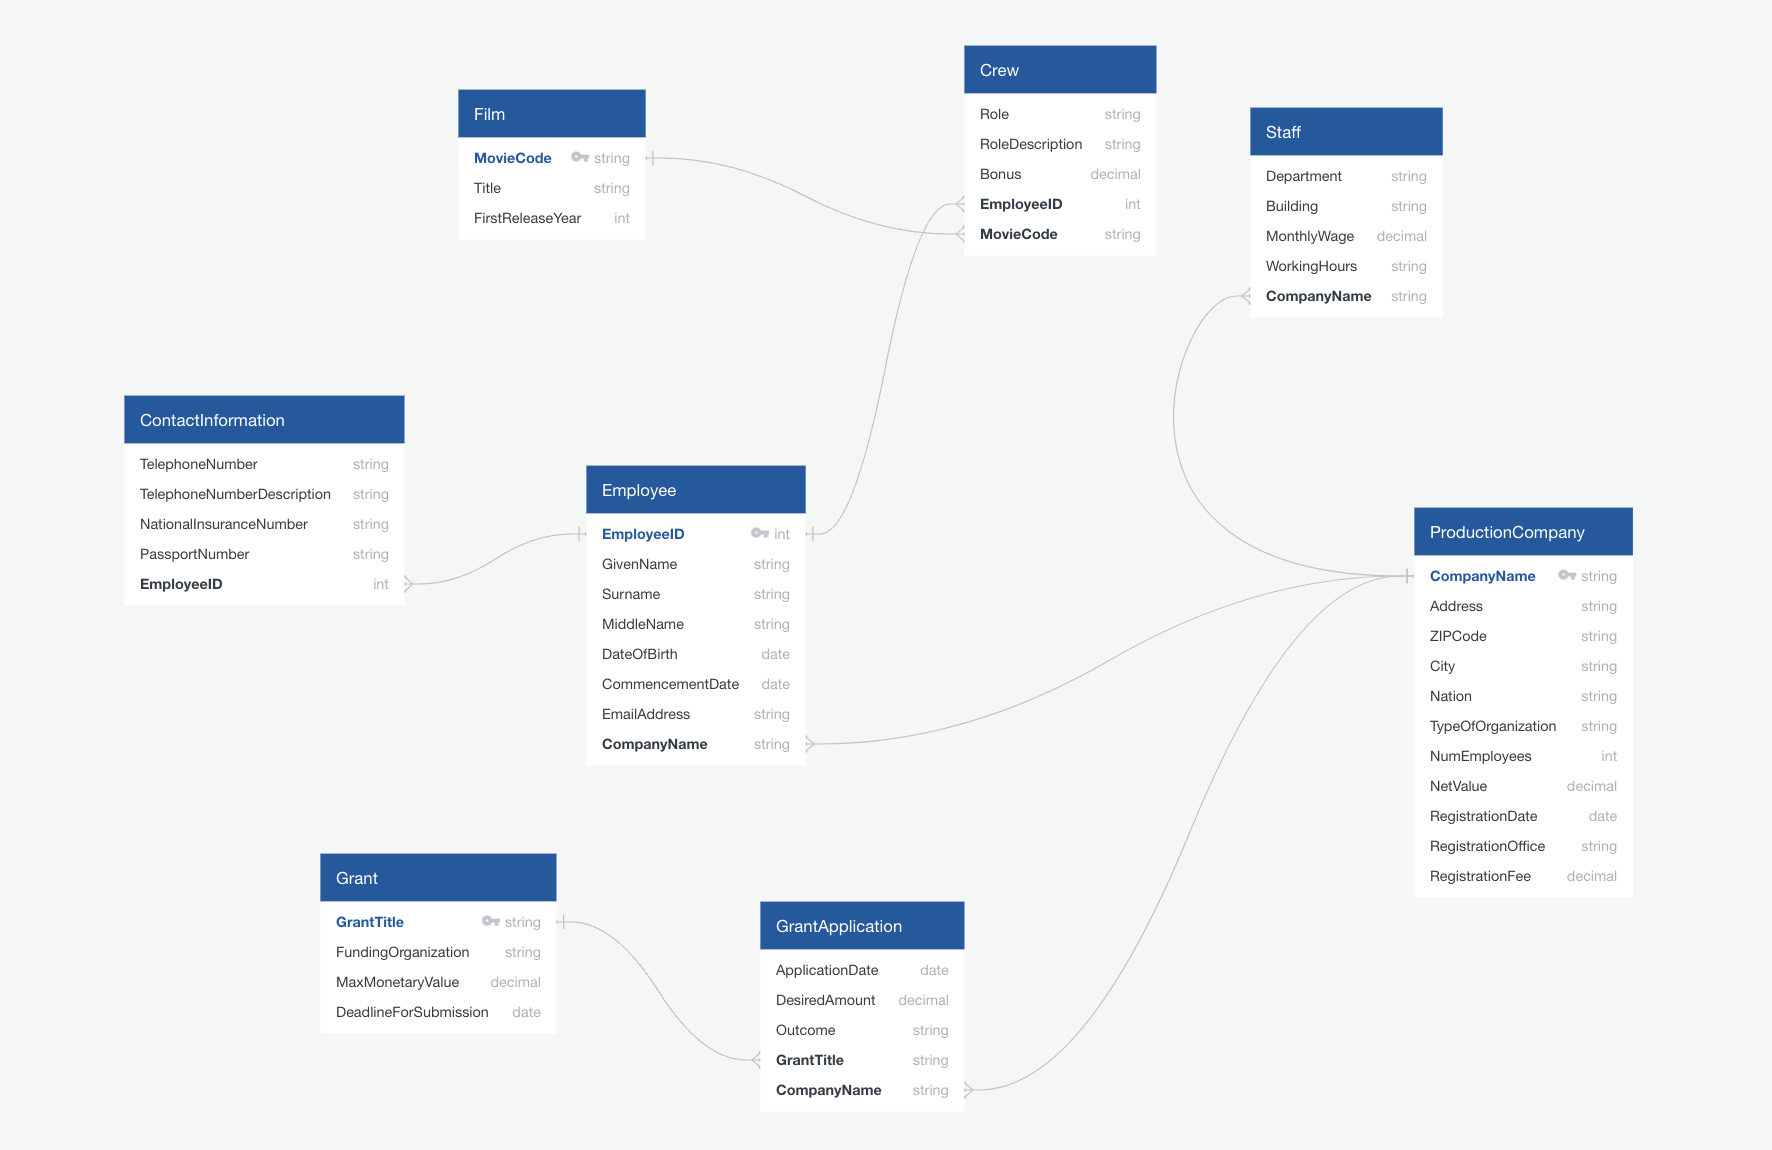 Film
MovieCode string
Title string
FirstReleaseYear int
Crew
Role string
RoleDescription string
Bonus decimal
EmployeeID int
MovieCode string
Staff
Department string
Building string
MonthlyWage decimal
WorkingHours string
CompanyName string
ContactInformation
TelephoneNumber string
TelephoneNumberDescription string
NationalInsuranceNumber string
PassportNumber string
EmployeeID int
Employee
EmployeeID int
GivenName string
Surname string
MiddleName string
DateOfBirth date
CommencementDate date
EmailAddress string
CompanyName string
ProductionCompany
CompanyName string
Address string
ZIPCode string
City string
Nation string
TypeOfOrganization string
NumEmployees int
NetValue decimal
RegistrationDate date
RegistrationOffice string
RegistrationFee decimal
Grant
GrantTitle string
FundingOrganization string
MaxMonetaryValue decimal
DeadlineForSubmission date
GrantApplication
ApplicationDate date
DesiredAmount decimal
Outcome string
GrantTitle string
CompanyName string